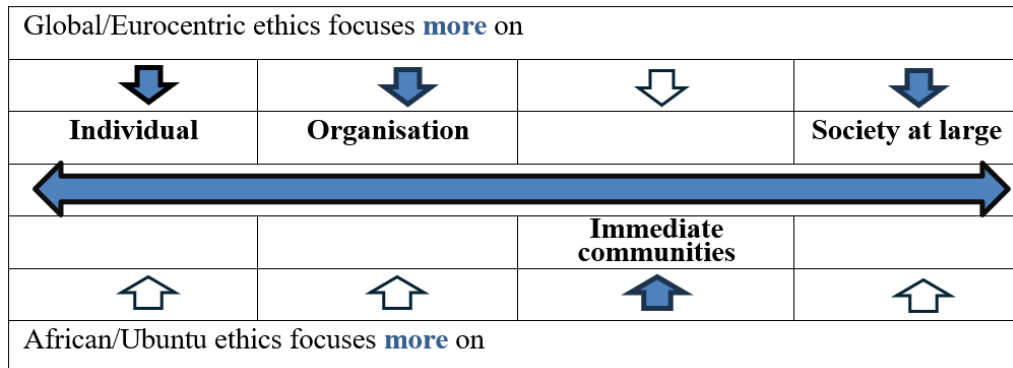 Global/Eurocentric ethics focuses more on
Individual
Organisation
Society at large
Immediate
communities
African/Ubuntu ethics focuses more on